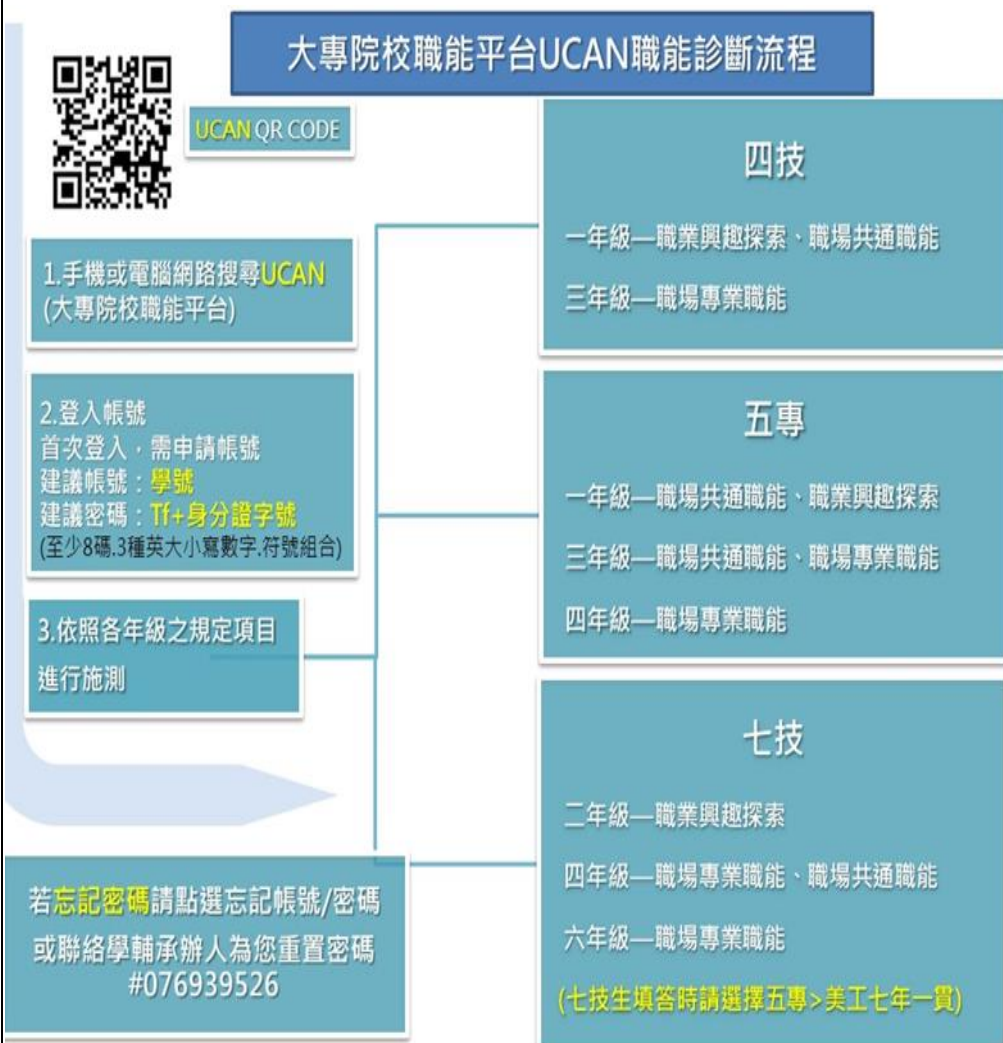 大專院校職能平台UCAN職能診斷流程
UCAN QR CODE
1.手機或電腦網路搜尋UCAN
(大專院校職能平台)
2.登入帳號
首次登入，需申請帳號
建議帳號：學號
建議密碼：Tf+身分證字號
(至少8碼.3種英大小寫數字.符號組合)
3.依照各年級之規定項目
進行施測
若忘記密碼請點選忘記帳號/密碼
或聯絡學輔承辦人為您重置密碼
#076939526
四技
一年級—職業興趣探索、職場共通職能
三年級—職場專業職能
五專
一年級—職場共通職能、職業興趣探索
三年級—職場共通職能、職場專業職能
四年級—職場專業職能
七技
二年級—職業興趣探索
四年級—職場專業職能、職場共通職能
六年級—職場專業職能
(七技生填答時請選擇五專>美工七年一貫)